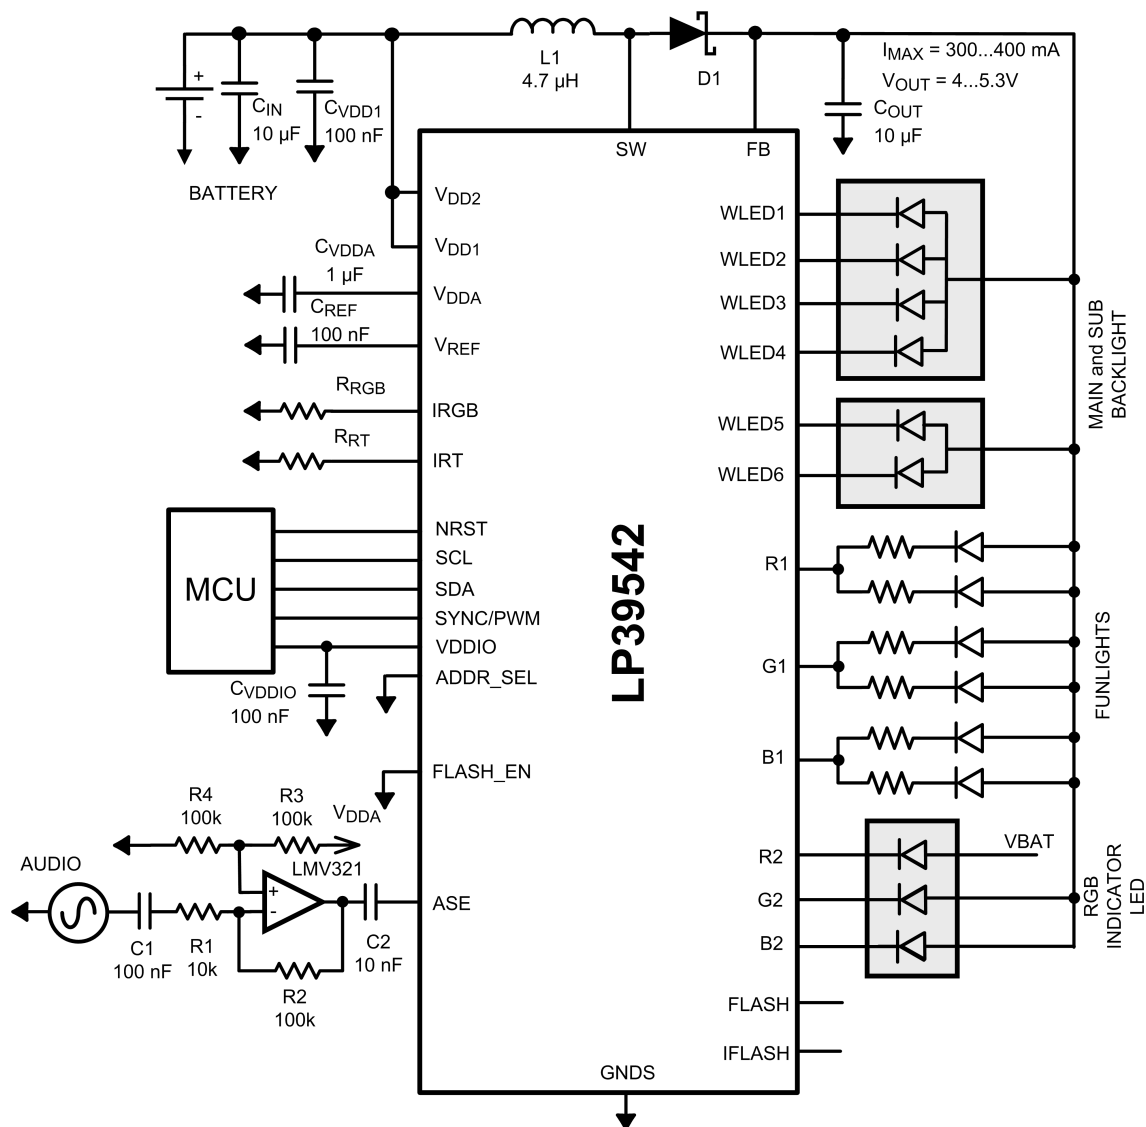 L1
4.7 µH
D1
IMAX = 300...400 mA
VOUT = 4...5.3V
+
-
CIN
10 µF
CVDD1
100 nF
COUT
10 µF
BATTERY
SW
FB
VDD2
VDD1
CVDDA
1 µF
VDDA
CREF
100 nF
VREF
RRGB
IRGB
RRT
IRT
WLED1
WLED2
WLED3
WLED4
MAIN and SUB
BACKLIGHT
WLED5
WLED6
MCU
NRST
SCL
SDA
SYNC/PWM
VDDIO
ADDR_SEL
CVDDIO
100 nF
LP39542
R1
G1
B1
FUNLIGHTS
FLASH_EN
R4
100k
R3
100k
VDDA
LMV321
AUDIO
+
-
ASE
C1
100 nF
R1
10k
C2
10 nF
R2
100k
R2
VBAT
G2
B2
RGB
INDICATOR
LED
FLASH
IFLASH
GNDS